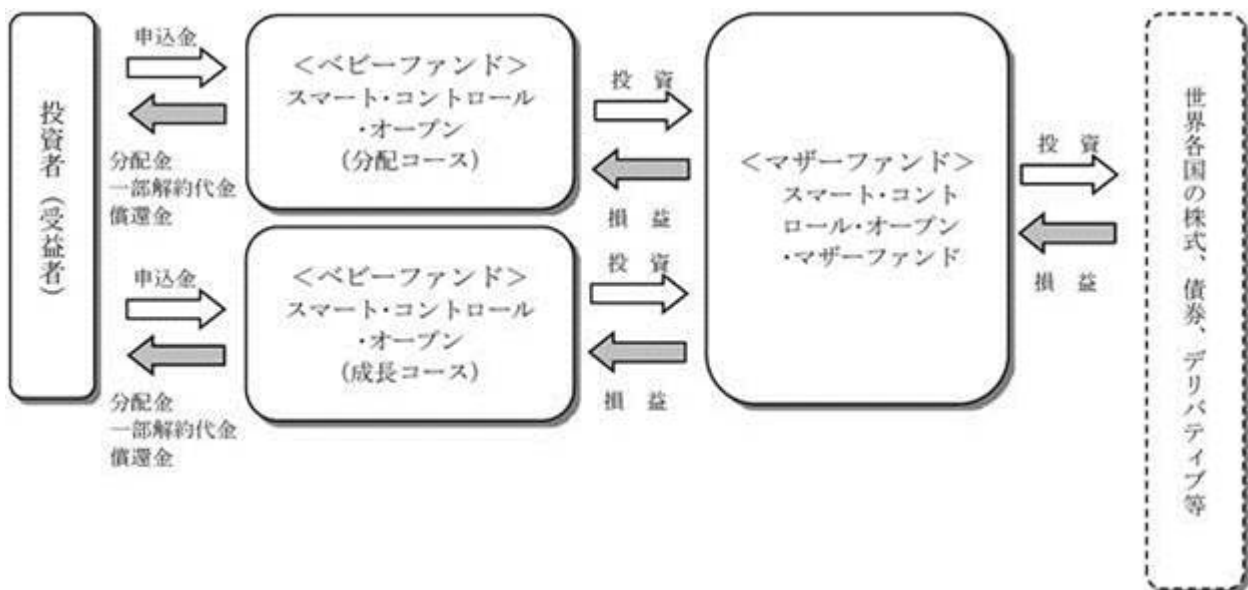 投資者（受益者）
申込金
分配金
一部解約代金
償還金
＜ベビーファンド＞
スマート・コントロール
・オープン
（分配コース）
投 資
損 益
申込金
分配金
一部解約代金
償還金
＜ベビーファンド＞
スマート・コントロール
・オープン
（成長コース）
投 資
損 益
＜マザーファンド＞
スマート・コント
ロール・オープン
・マザーファンド
投 資
損 益
世界各国の株式、債券、デリバティブ等